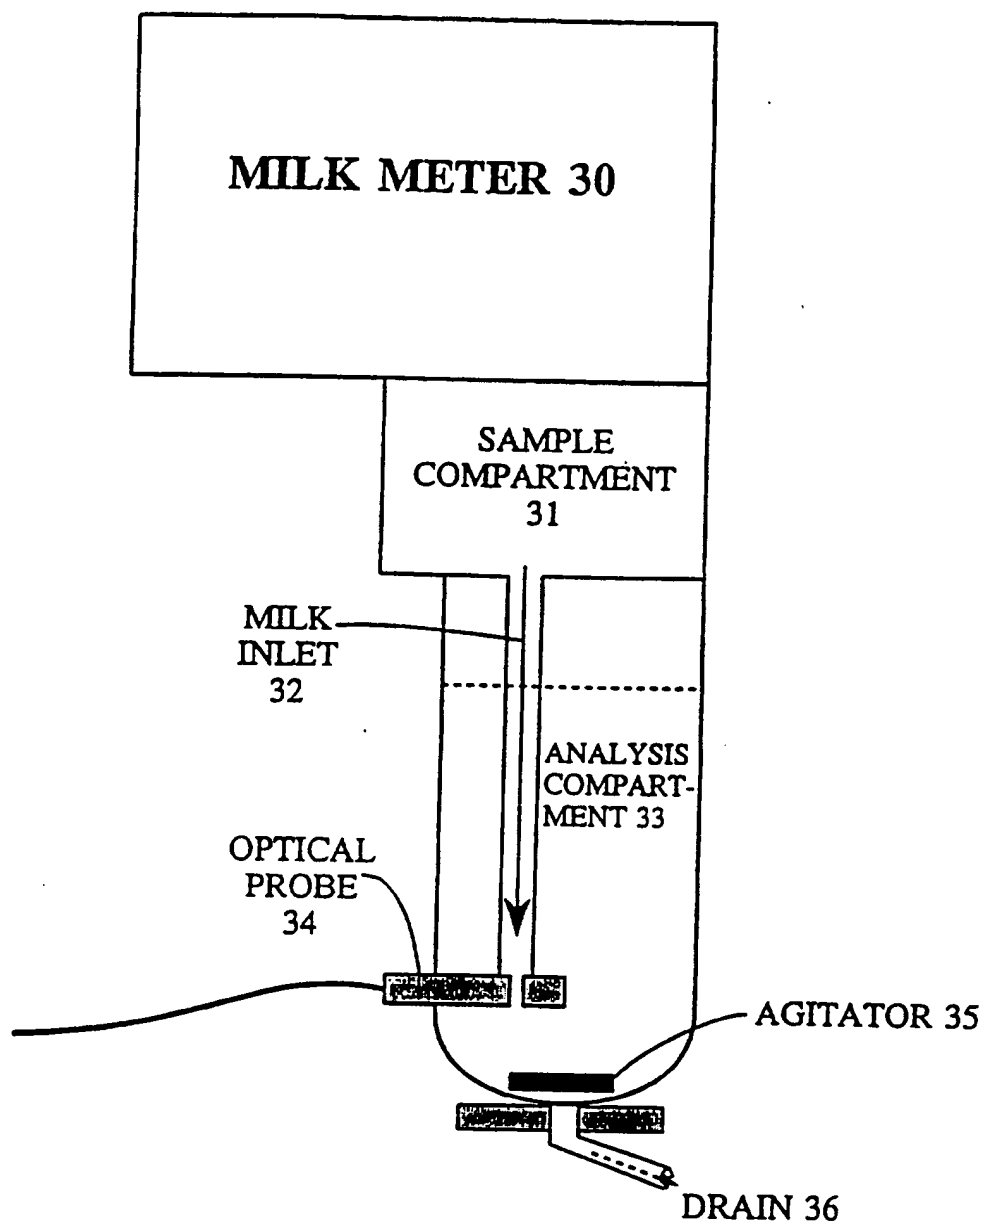 MILK METER 30
SAMPLE
COMPARTMENT
31
MILK
INLET
32
ANALYSIS
COMPART-
MENT 33
OPTICAL
PROBE
34
AGITATOR 35
DRAIN 36